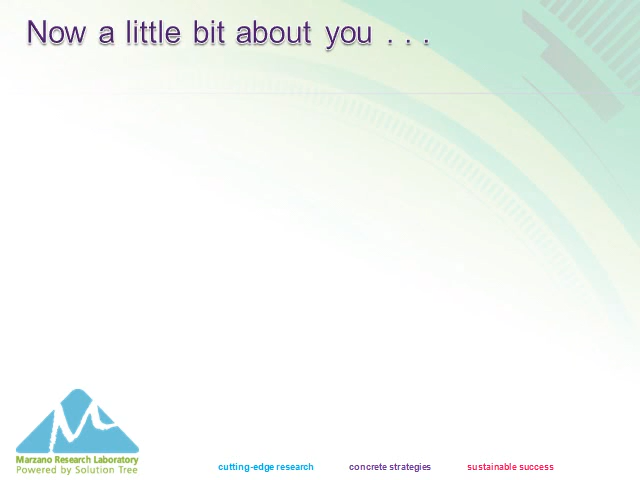 Now a little bit about you . . .
Marzano Research Laboratory
Powered by Solution Tree
cutting-edge research concrete strategies sustainable success